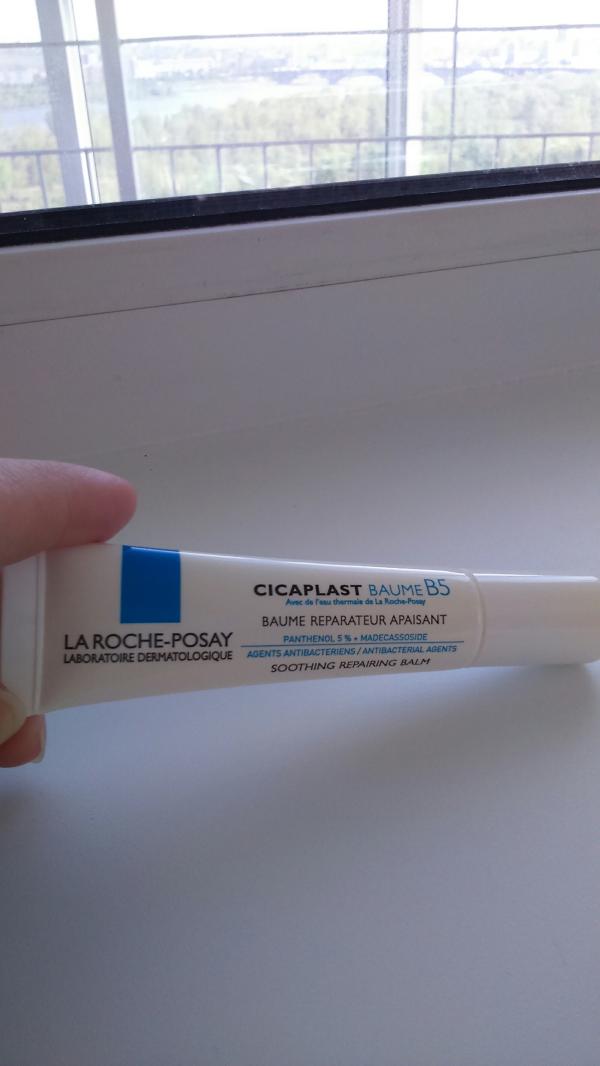 LA ROCHE-POSAY
LABORATOIRE DERMATOLOGIQUE
CICAPLAST BAUME B5
Avec de l'eau thermale de La Roche-Posay
BAUME REPARATEUR APAISANT
PANTHENOL 5% + MADECASSOSIDE
AGENTS ANTIBACTERIENS / ANTIBACTERIAL AGENTS
SOOTHING REPAIRING BALM